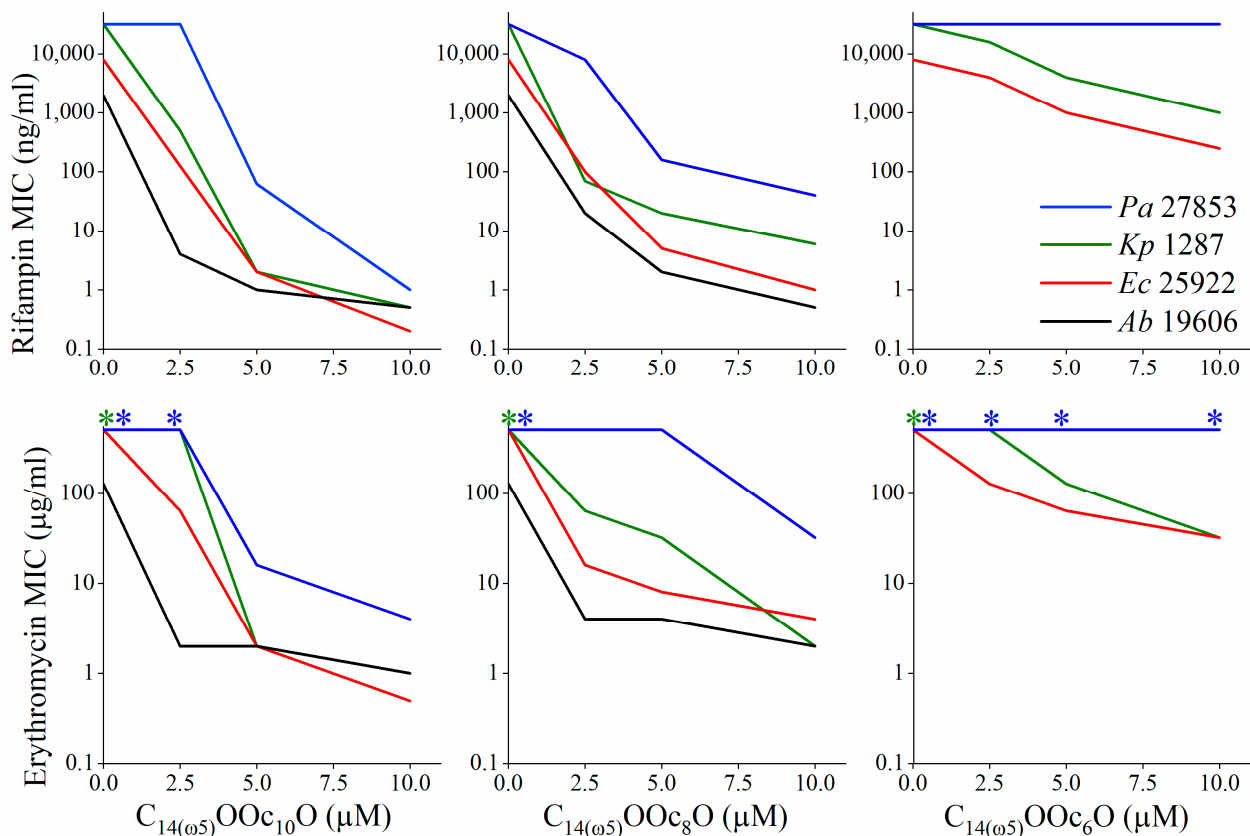 Rifampin MIC (ng/ml)
10,000
1,000
100
10
1
0.1
0.0 2.5 5.0 7.5 10.0
10,000
1,000
100
10
1
0.1
0.0 2.5 5.0 7.5 10.0
10,000
1,000
100
10
1
0.1
0.0 2.5 5.0 7.5 10.0
Pa 27853
Kp 1287
Ec 25922
Ab 19606
Erythromycin MIC (µg/ml)
** *
100
10
1
0.1
0.0 2.5 5.0 7.5 10.0
C14(ω5)OOc10O (µM)
**
100
10
1
0.1
0.0 2.5 5.0 7.5 10.0
C14(ω5)OOc8O (µM)
** * * *
100
10
1
0.1
0.0 2.5 5.0 7.5 10.0
C14(ω5)OOc6O (µM)